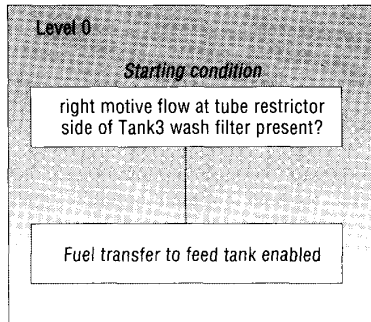 Level 0
Starting condition
right motive flow at tube restrictor
side of Tank3 wash filter present?
Fuel transfer to feed tank enabled